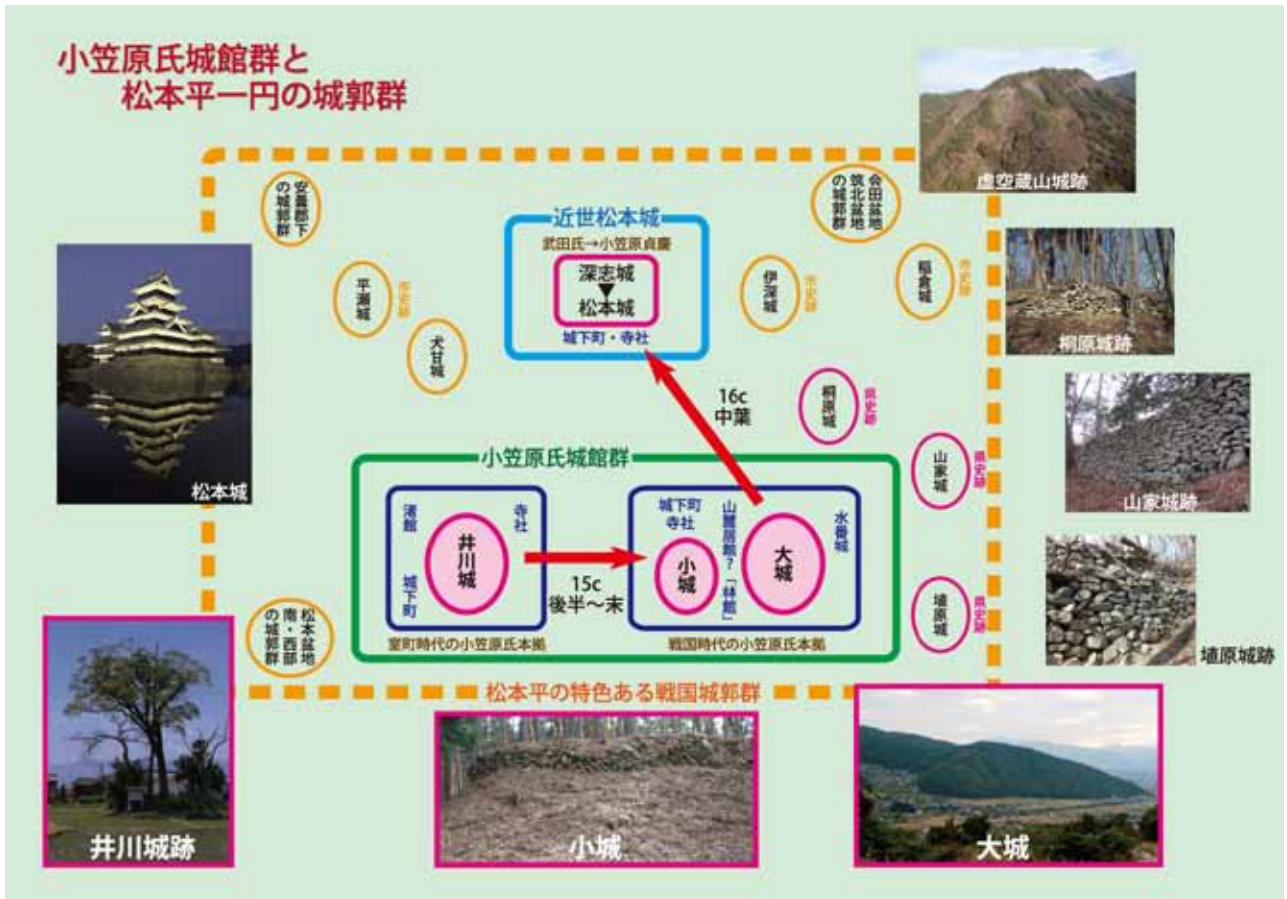 小笠原氏城館群と
松本平一円の城郭群
虚空蔵山城跡
安曇郡下
の城郭群
会田盆地
筑北盆地
の城郭群
近世松本城
武田氏→小笠原貞慶
深志城
▼
松本城
城下町・寺社
平瀬城
市史跡
犬甘城
伊深城
市史跡
稲倉城
市史跡
桐原城跡
松本城
16c
中葉
桐原城
県史跡
山家城
県史跡
山家城跡
小笠原氏城館群
渚館
城下町
井川城
寺社
15c
後半～末
城下町
寺社
小城
山麓居館?「林館」
大城
水番城
室町時代の小笠原氏本拠
戦国時代の小笠原氏本拠
埴原城
県史跡
埴原城跡
松本盆地
南・西部
の城郭群
松本平の特色ある戦国城郭群
井川城跡
小城
大城